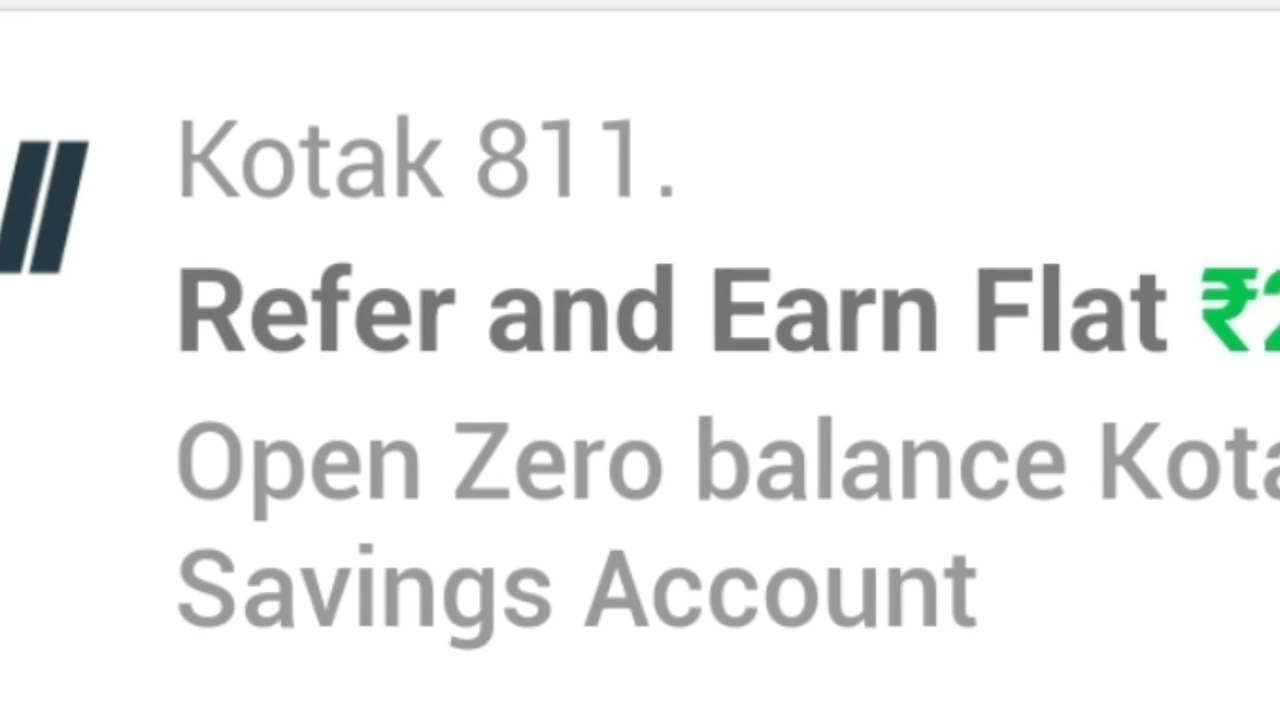 Kotak 811.
Refer and Earn Flat
Open Zero balance
Savings Account